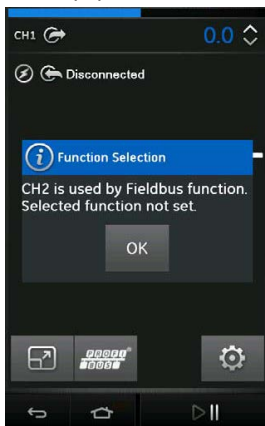 CH1 0.0
Disconnected
Function Selection
CH2 is used by Fieldbus function.
Selected function not set.
OK
PROFI
BUS